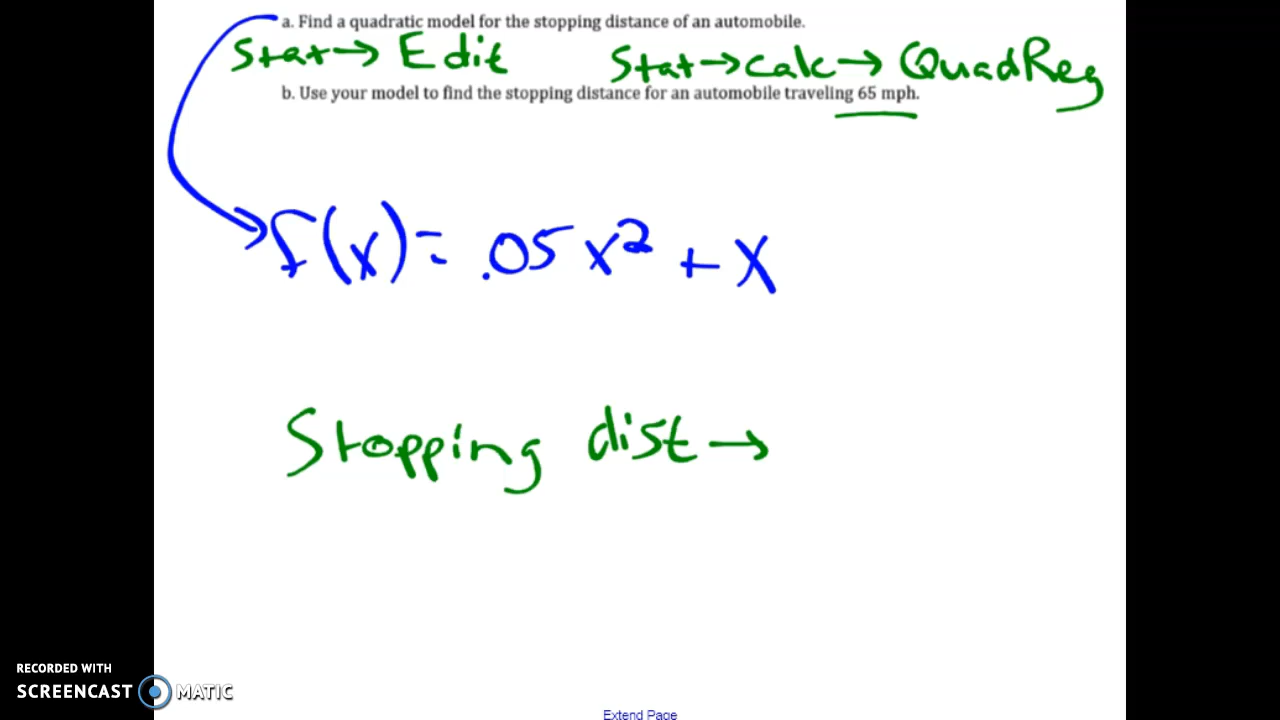 a. Find a quadratic model for the stopping distance of an automobile.
Stat → Edit Stat → Calc → QuadReg
b. Use your model to find the stopping distance for an automobile traveling 65 mph.
f(x) = .05x² + x
Stopping dist →
RECORDED WITH
SCREENCAST MATIC
Extend Page